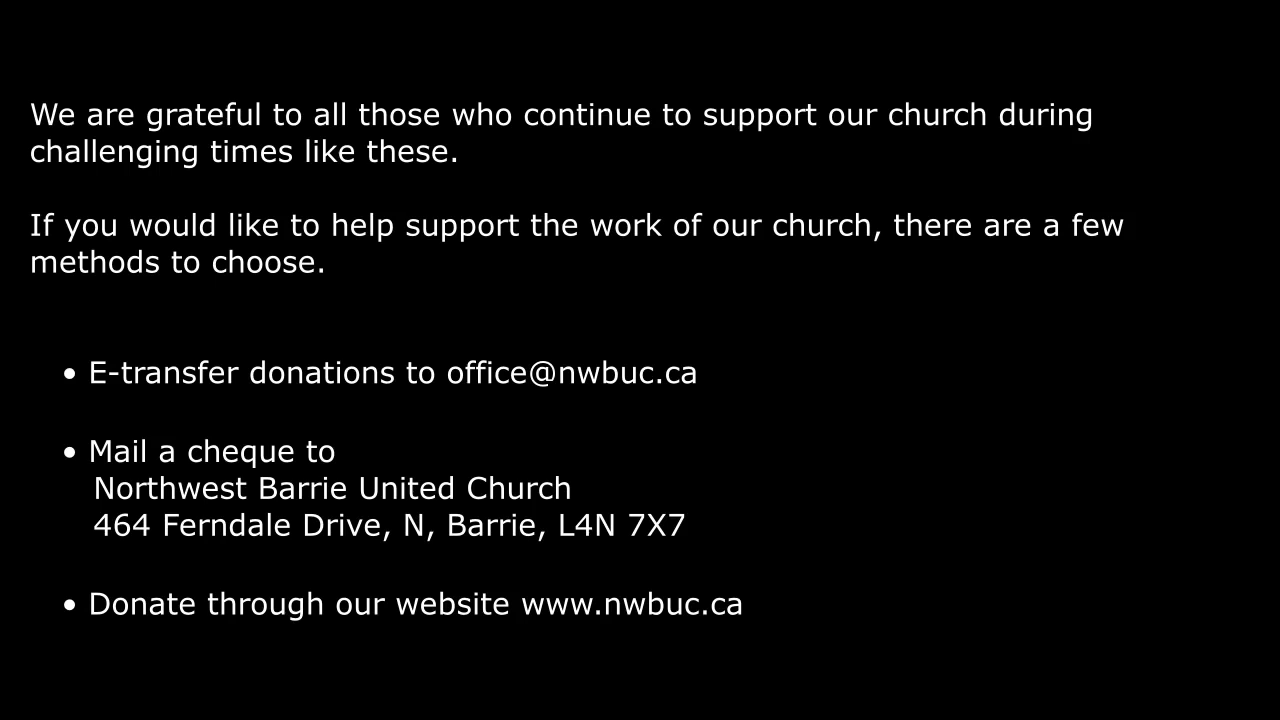 We are grateful to all those who continue to support our church during
challenging times like these.
If you would like to help support the work of our church, there are a few
methods to choose.
• E-transfer donations to office@nwbuc.ca
• Mail a cheque to
Northwest Barrie United Church
464 Ferndale Drive, N, Barrie, L4N 7X7
• Donate through our website www.nwbuc.ca